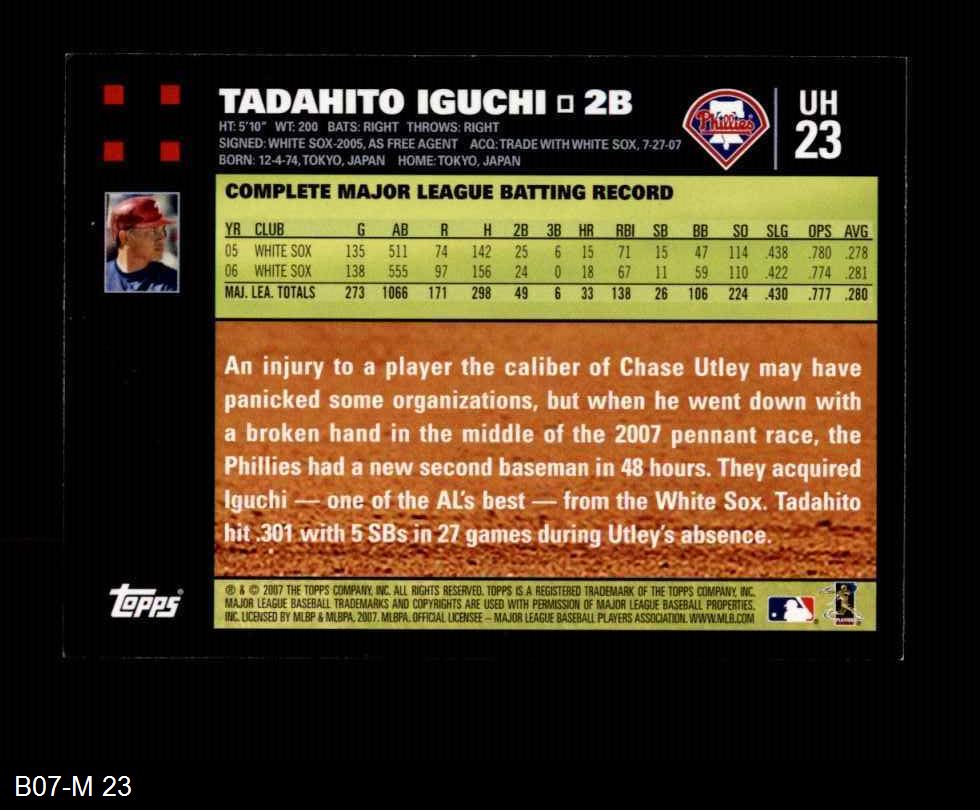 TADAHITO IGUCHI □ 2B
HT: 5'10" WT: 200 BATS: RIGHT THROWS: RIGHT
SIGNED: WHITE SOX-2005, AS FREE AGENT ACQ: TRADE WITH WHITE SOX, 7-27-07
BORN: 12-4-74, TOKYO, JAPAN HOME: TOKYO, JAPAN
Phillies
UH
23
COMPLETE MAJOR LEAGUE BATTING RECORD
YR CLUB G AB R H 2B 3B HR RBI SB BB SO SLG OPS AVG
05 WHITE SOX 135 511 74 142 25 6 15 71 15 47 114 .438 .780 .278
06 WHITE SOX 138 555 97 156 24 0 18 67 11 59 110 .422 .774 .281
MAJ. LEA. TOTALS 273 1066 171 298 49 6 33 138 26 106 224 .430 .777 .280
An injury to a player the caliber of Chase Utley may have
panicked some organizations, but when he went down with
a broken hand in the middle of the 2007 pennant race, the
Phillies had a new second baseman in 48 hours. They acquired
Iguchi — one of the AL's best — from the White Sox. Tadahito
hit .301 with 5 SBs in 27 games during Utley's absence.
Topps®
® & © 2007 THE TOPPS COMPANY, INC. ALL RIGHTS RESERVED. TOPPS IS A REGISTERED TRADEMARK OF THE TOPPS COMPANY, INC.
MAJOR LEAGUE BASEBALL TRADEMARKS AND COPYRIGHTS ARE USED WITH PERMISSION OF MAJOR LEAGUE BASEBALL PROPERTIES,
INC. LICENSED BY MLBP & MLBPA, 2007. MLBPA. OFFICIAL LICENSEE – MAJOR LEAGUE BASEBALL PLAYERS ASSOCIATION. WWW.MLB.COM
B07-M 23